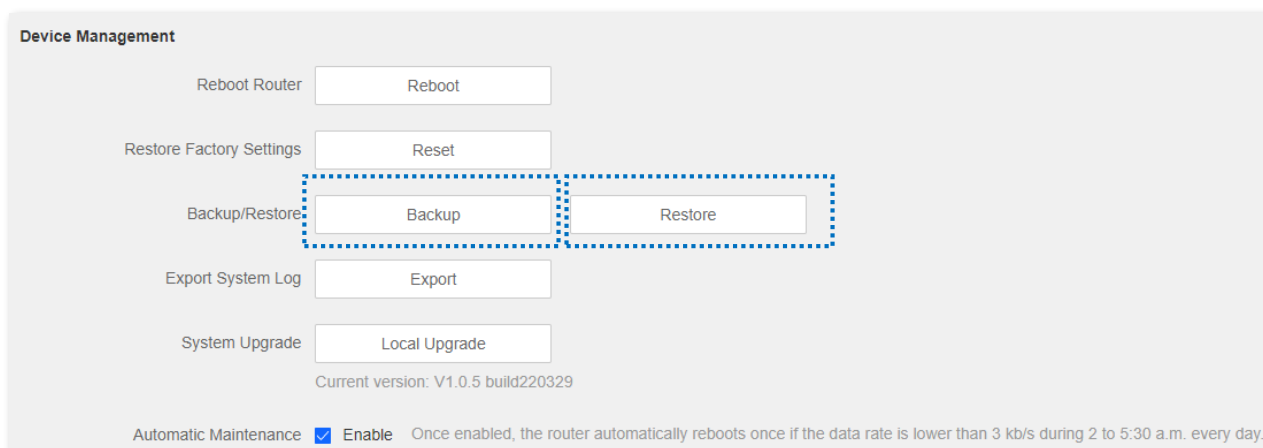 Device Management
Reboot Router Reboot
Restore Factory Settings Reset
Backup/Restore Backup Restore
Export System Log Export
System Upgrade Local Upgrade
Current version: V1.0.5 build220329
Automatic Maintenance Enable Once enabled, the router automatically reboots once if the data rate is lower than 3 kb/s during 2 to 5:30 a.m. every day.